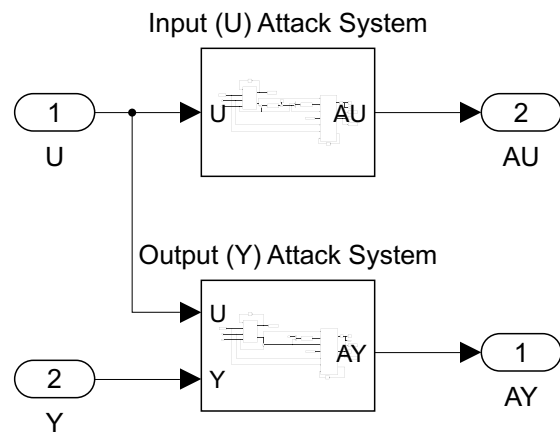 Input (U) Attack System
1
U
U
AU
2
AU
Output (Y) Attack System
U
Y
AY
2
Y
1
AY